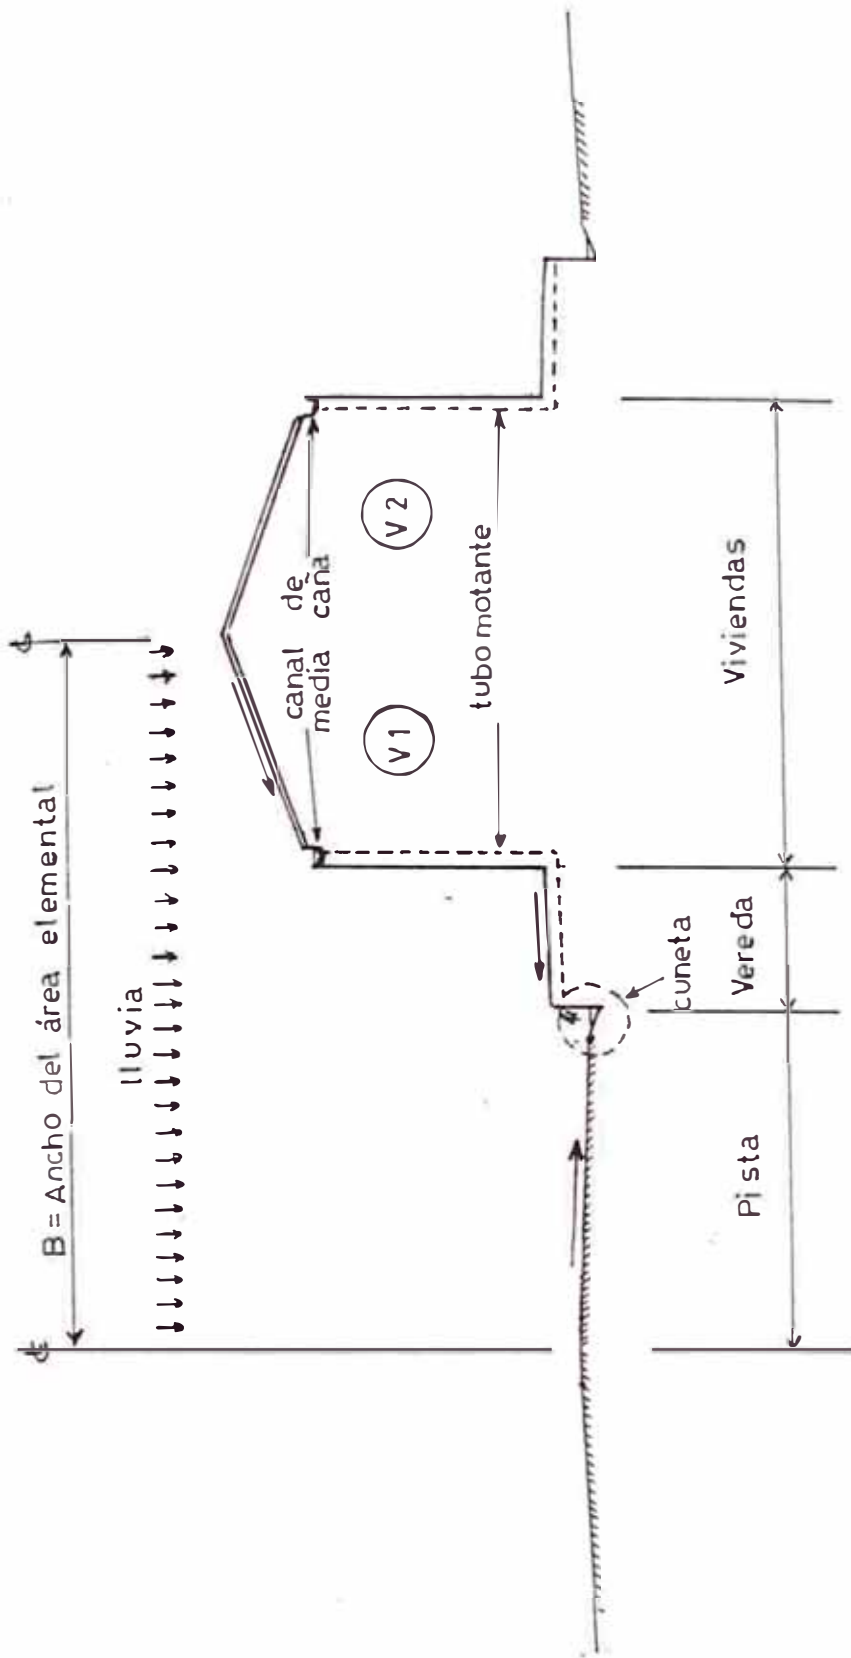 B = Ancho del área elemental
lluvia
canal de
media caña
V1
V2
tubo motante
cuneta
Pista
Vereda
Viviendas